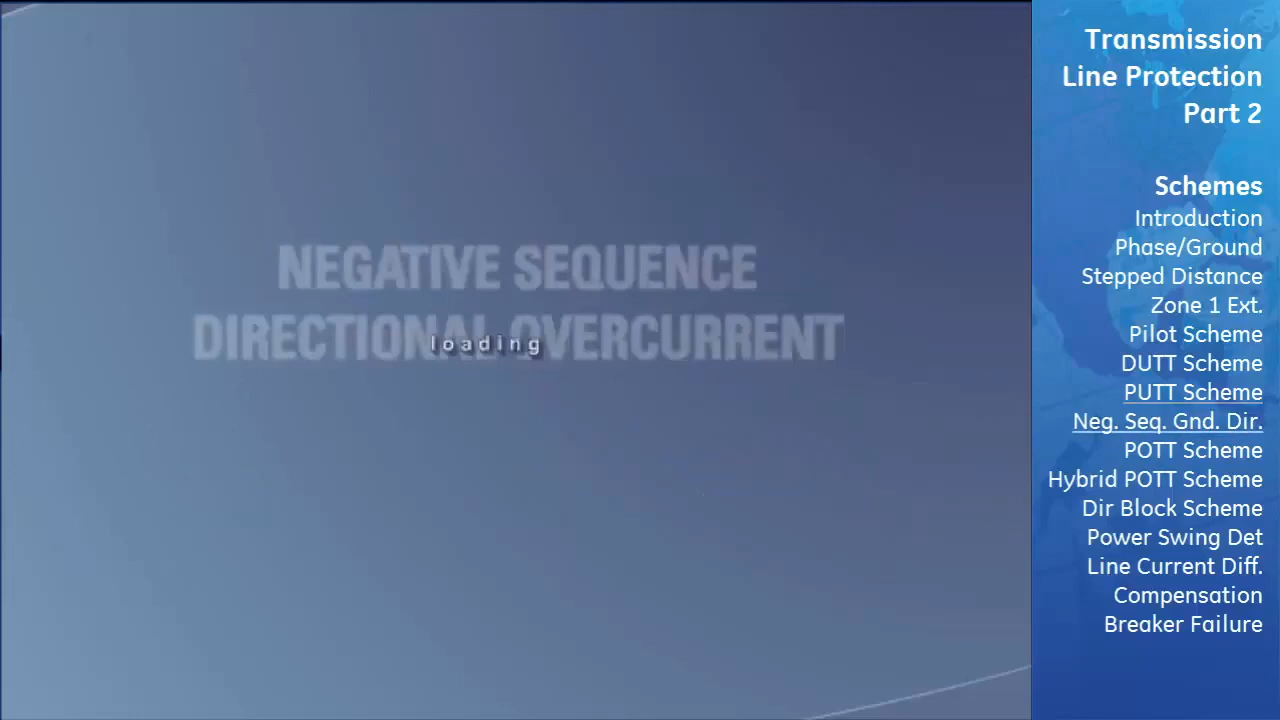 NEGATIVE SEQUENCE
DIRECTIONAL OVERCURRENT
loading
Transmission
Line Protection
Part 2
Schemes
Introduction
Phase/Ground
Stepped Distance
Zone 1 Ext.
Pilot Scheme
DUTT Scheme
PUTT Scheme
Neg. Seq. Gnd. Dir.
POTT Scheme
Hybrid POTT Scheme
Dir Block Scheme
Power Swing Det
Line Current Diff.
Compensation
Breaker Failure